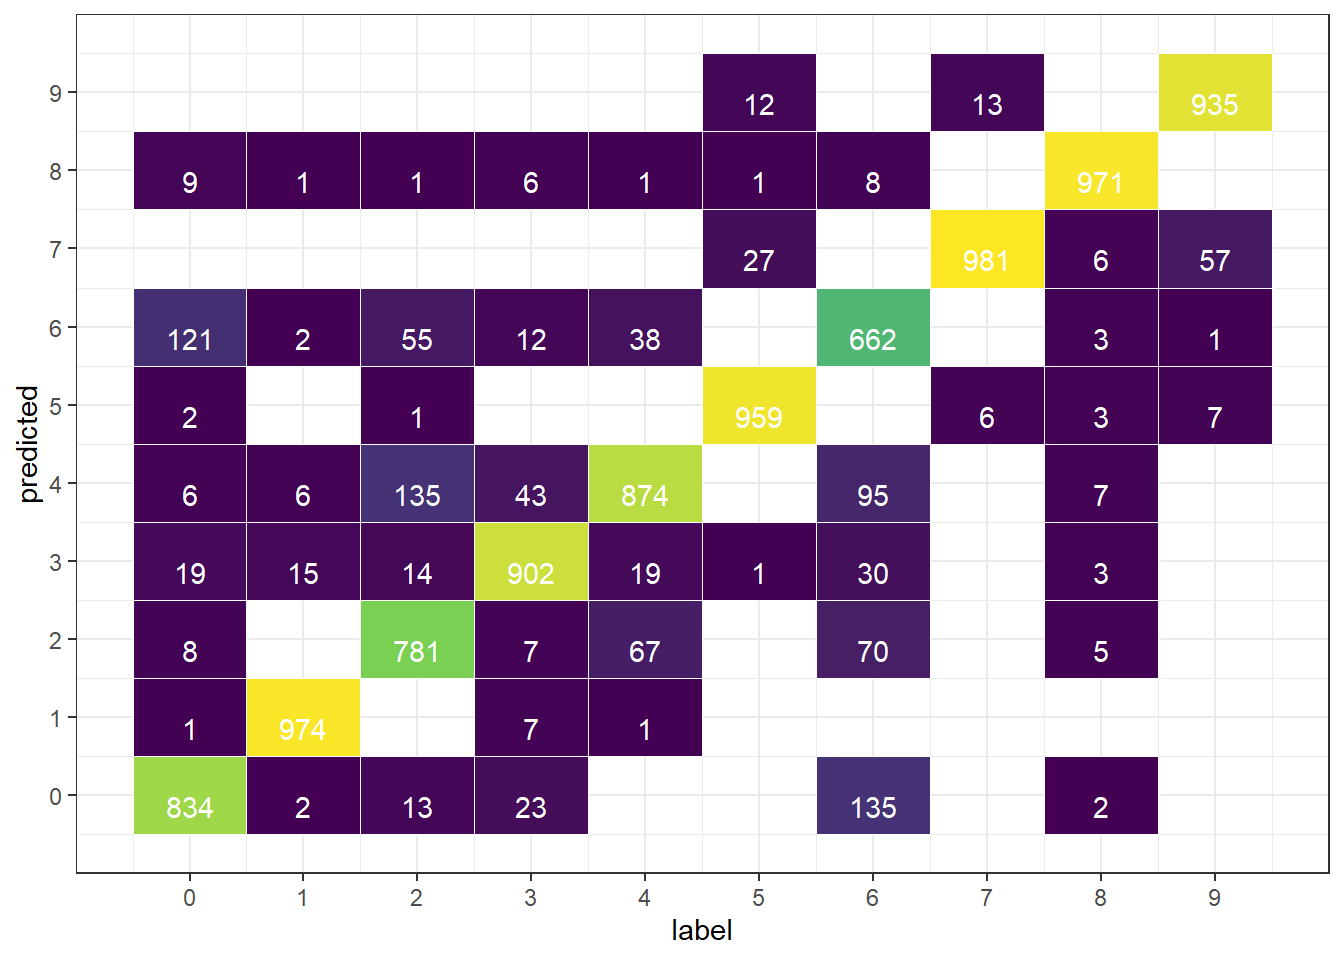 9 12 13 935
8 9 1 1 6 1 1 8 971
7 27 981 6 57
6 121 2 55 12 38 662 3 1
5 2 1 959 6 3 7
4 6 6 135 43 874 95 7
3 19 15 14 902 19 1 30 3
2 8 781 7 67 70 5
1 1 974 7 1
0 834 2 13 23 135 2
0 1 2 3 4 5 6 7 8 9
label
predicted